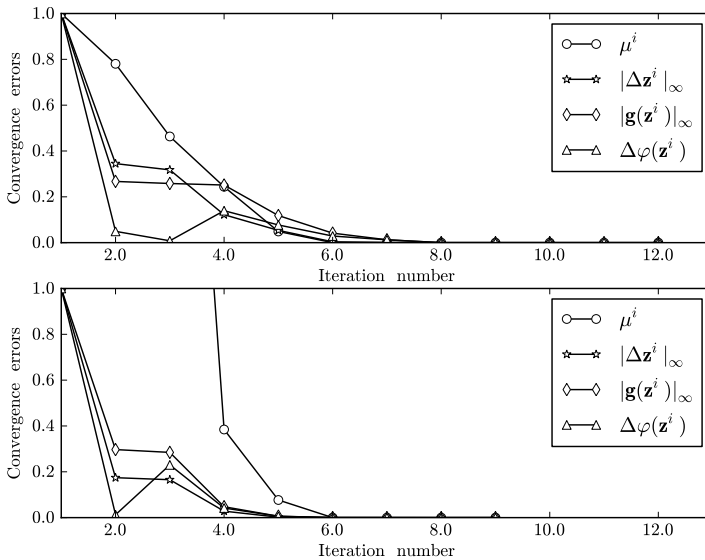 Convergence errors
1.0
0.8
0.6
0.4
0.2
0.0
μ^i
|Δz^i|_∞
|g(z^i)|_∞
Δφ(z^i)
2.0 4.0 6.0 8.0 10.0 12.0
Iteration number
Convergence errors
1.0
0.8
0.6
0.4
0.2
0.0
μ^i
|Δz^i|_∞
|g(z^i)|_∞
Δφ(z^i)
2.0 4.0 6.0 8.0 10.0 12.0
Iteration number